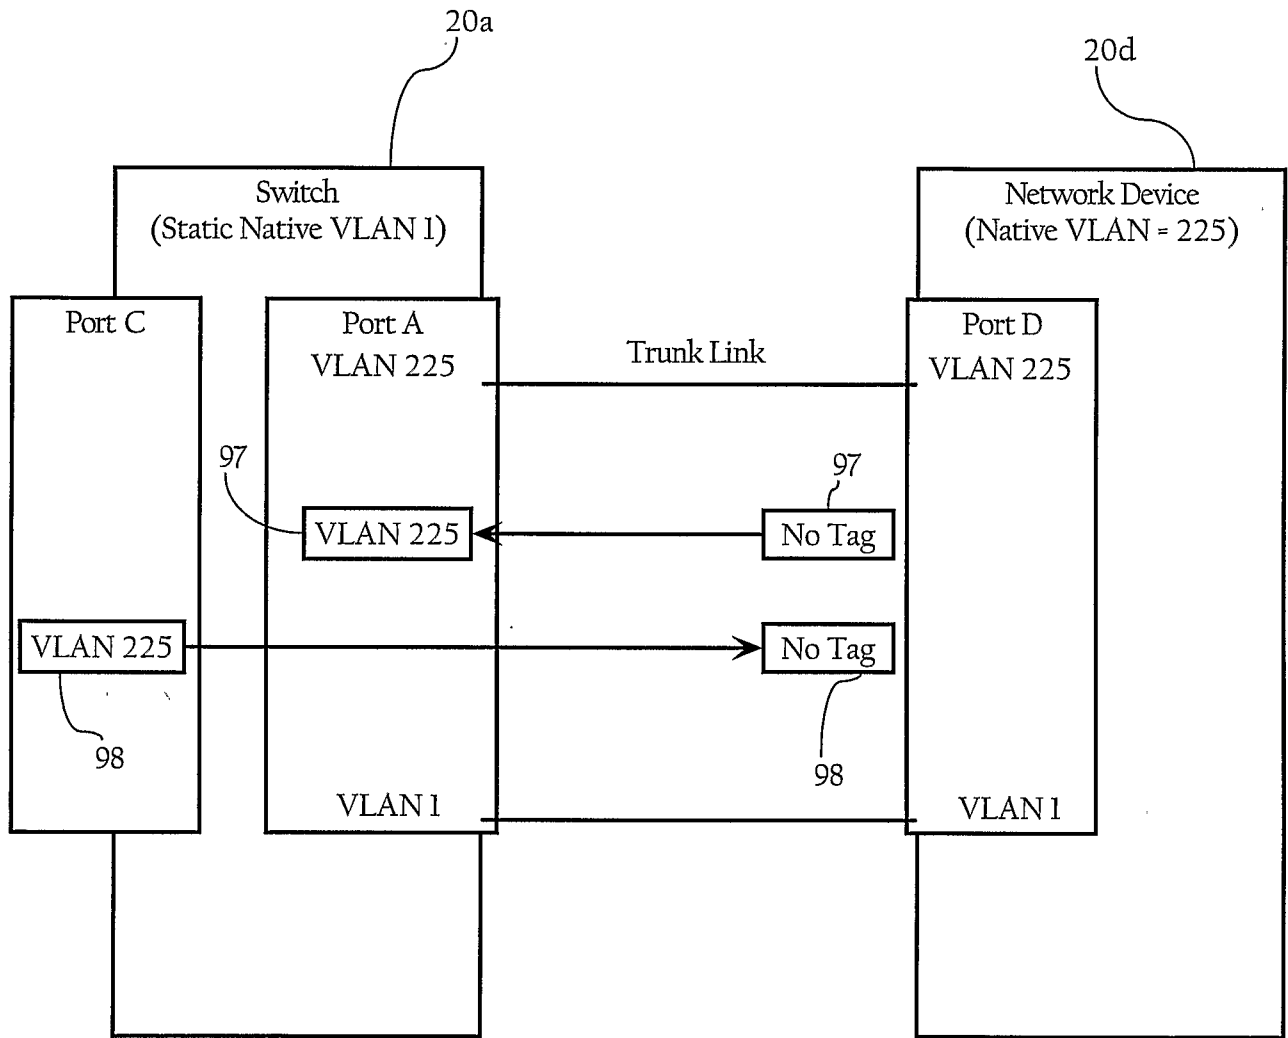 20a
20d
Switch
(Static Native VLAN 1)
Network Device
(Native VLAN = 225)
Port C
Port A
VLAN 225
Trunk Link
Port D
VLAN 225
97
VLAN 225
97
No Tag
VLAN 225
98
No Tag
98
VLAN 1
VLAN 1